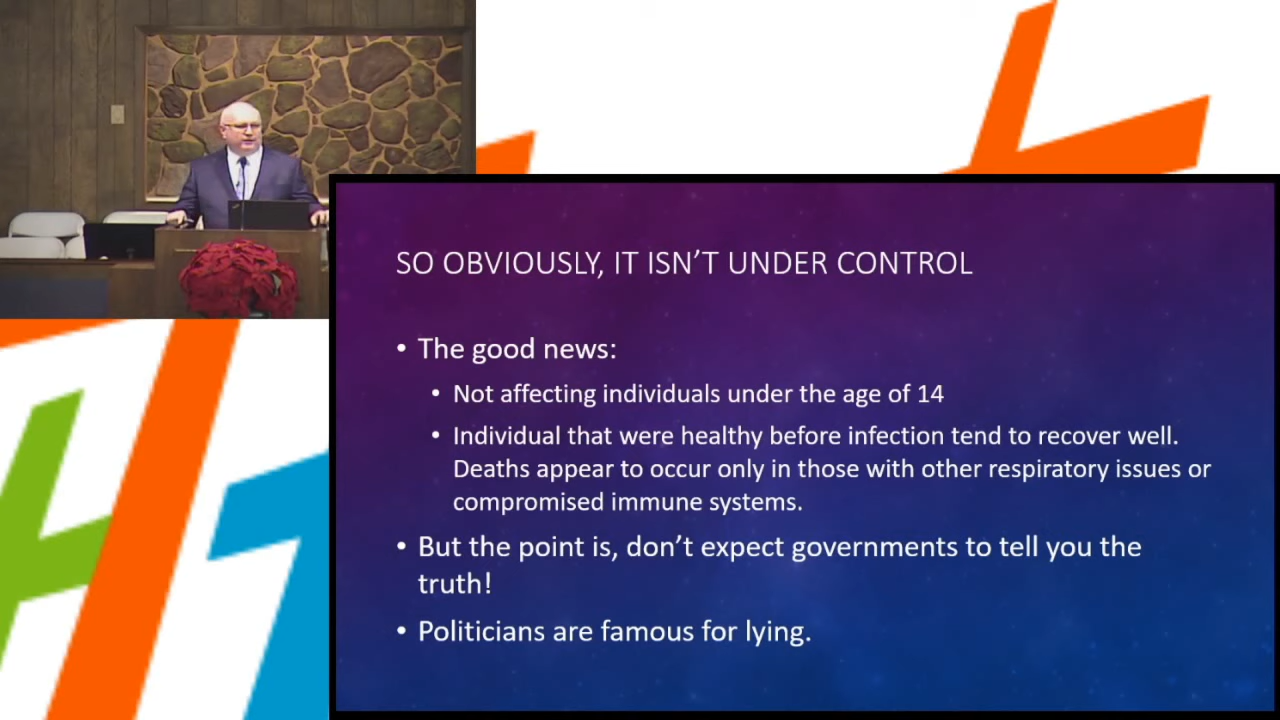 SO OBVIOUSLY, IT ISN'T UNDER CONTROL
• The good news:
• Not affecting individuals under the age of 14
• Individual that were healthy before infection tend to recover well.
Deaths appear to occur only in those with other respiratory issues or
compromised immune systems.
• But the point is, don't expect governments to tell you the
truth!
• Politicians are famous for lying.